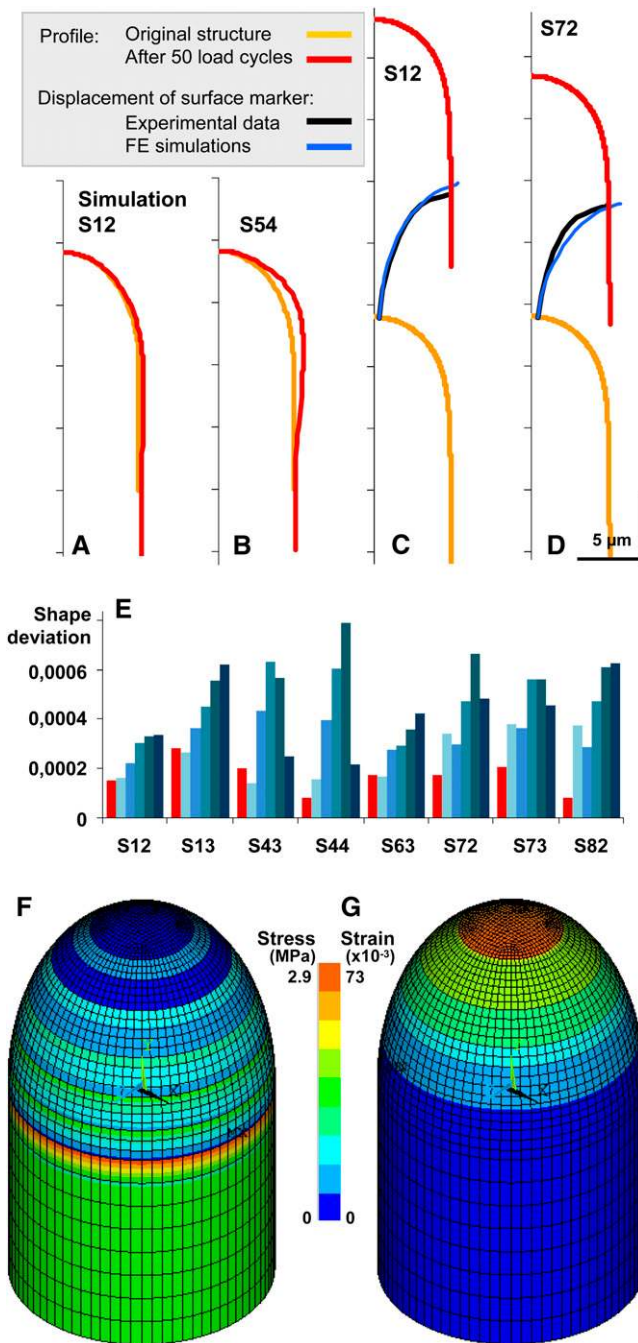 Profile: Original structure
After 50 load cycles
Displacement of surface marker:
Experimental data
FE simulations
S12
S72
Simulation
S12
S54
A
B
C
D
5 µm
Shape
deviation
E
0,0006
0,0004
0,0002
0
S12 S13 S43 S44 S63 S72 S73 S82
F
G
Stress Strain
(MPa) (x10-3)
2.9 73
0 0